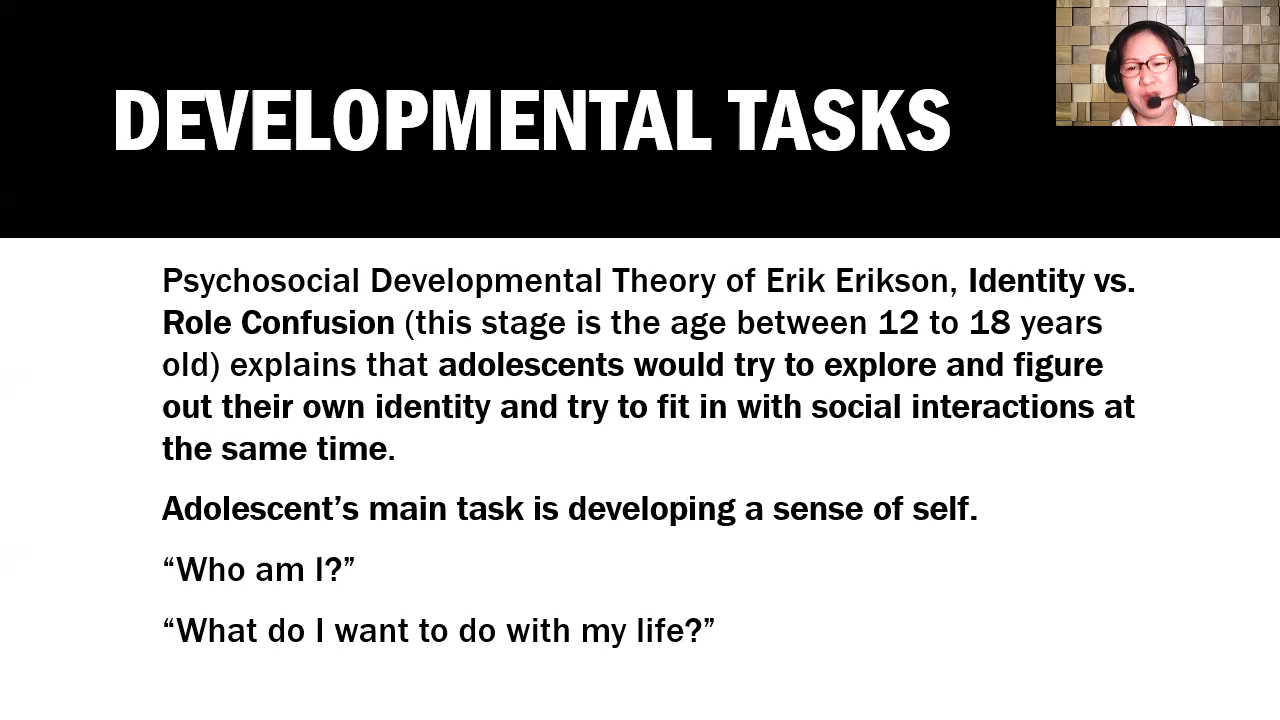 DEVELOPMENTAL TASKS
Psychosocial Developmental Theory of Erik Erikson, Identity vs.
Role Confusion (this stage is the age between 12 to 18 years
old) explains that adolescents would try to explore and figure
out their own identity and try to fit in with social interactions at
the same time.
Adolescent’s main task is developing a sense of self.
“Who am I?”
“What do I want to do with my life?”